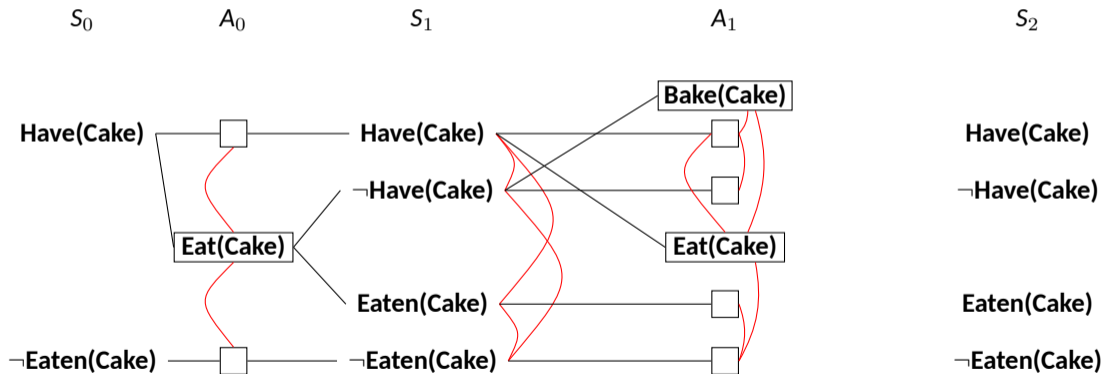 S₀ A₀ S₁ A₁ S₂
Bake(Cake)
Have(Cake) Have(Cake) Have(Cake)
¬Have(Cake) ¬Have(Cake)
Eat(Cake) Eat(Cake)
Eaten(Cake) Eaten(Cake)
¬Eaten(Cake) ¬Eaten(Cake) ¬Eaten(Cake)